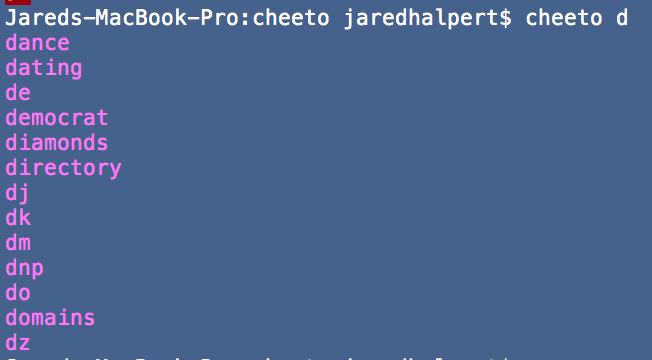 Jareds-MacBook-Pro:cheeto jaredhalpert$ cheeto d
dance
dating
de
democrat
diamonds
directory
dj
dk
dm
dnp
do
domains
dz